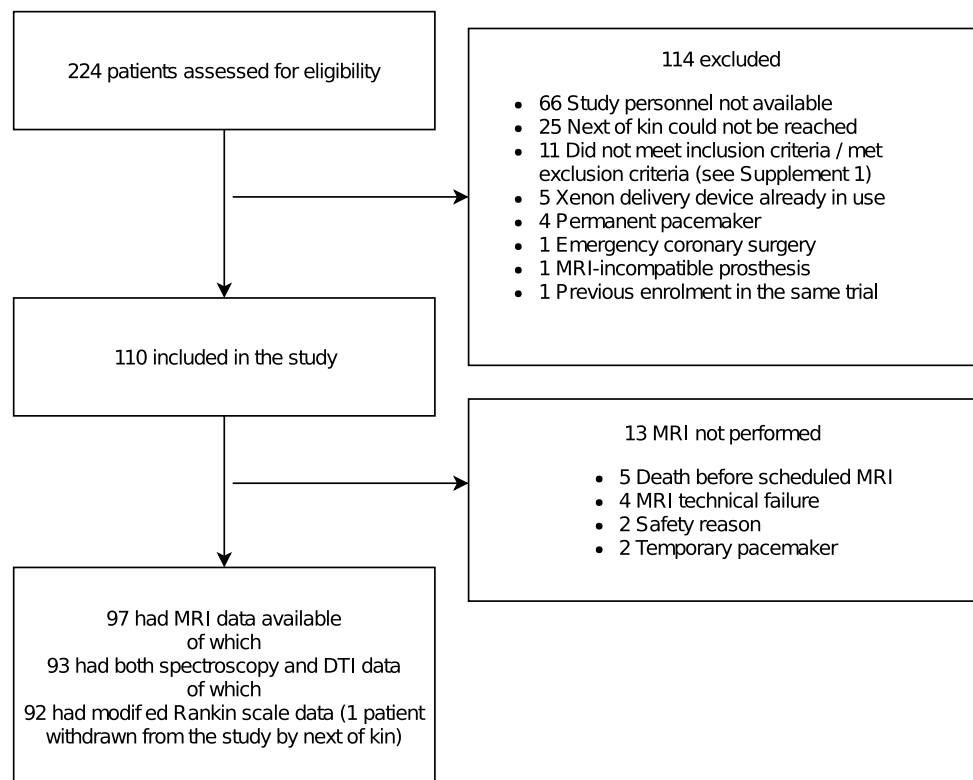 224 patients assessed for eligibility
114 excluded
• 66 Study personnel not available
• 25 Next of kin could not be reached
• 11 Did not meet inclusion criteria / met
exclusion criteria (see Supplement 1)
• 5 Xenon delivery device already in use
• 4 Permanent pacemaker
• 1 Emergency coronary surgery
• 1 MRI-incompatible prosthesis
• 1 Previous enrolment in the same trial
110 included in the study
13 MRI not performed
• 5 Death before scheduled MRI
• 4 MRI technical failure
• 2 Safety reason
• 2 Temporary pacemaker
97 had MRI data available
of which
93 had both spectroscopy and DTI data
of which
92 had modifed Rankin scale data (1 patient
withdrawn from the study by next of kin)